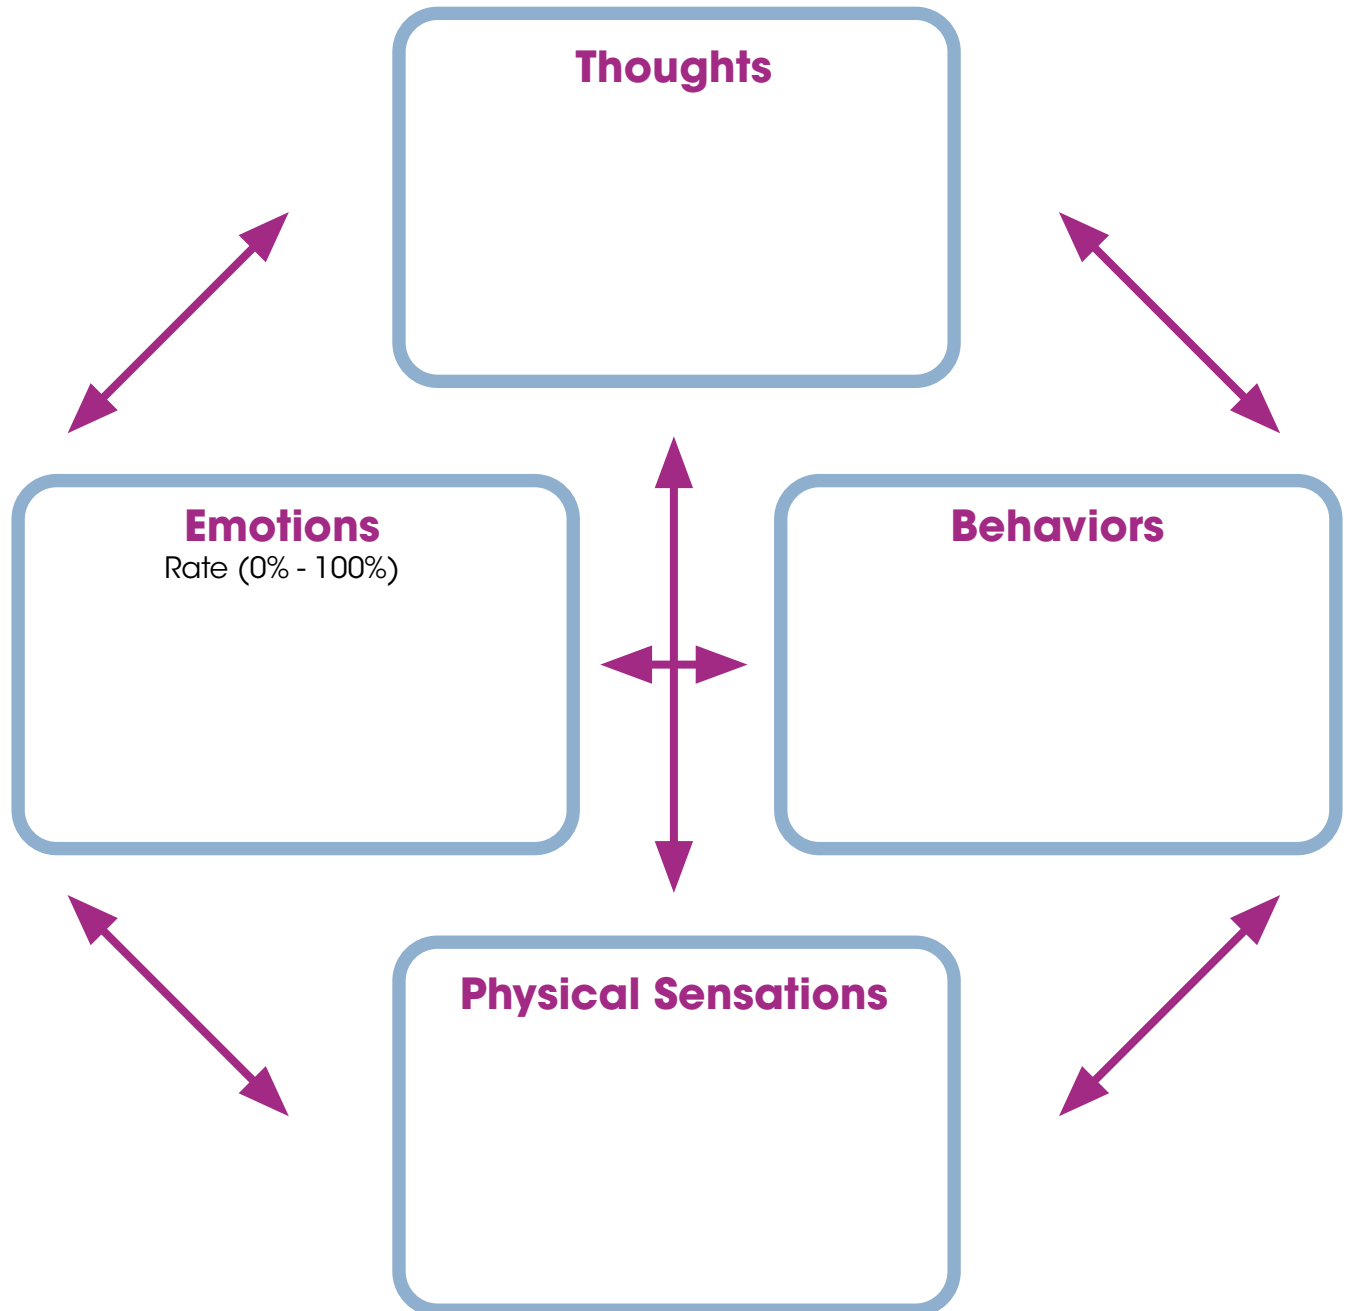 Thoughts
Emotions
Rate (0% - 100%)
Behaviors
Physical Sensations